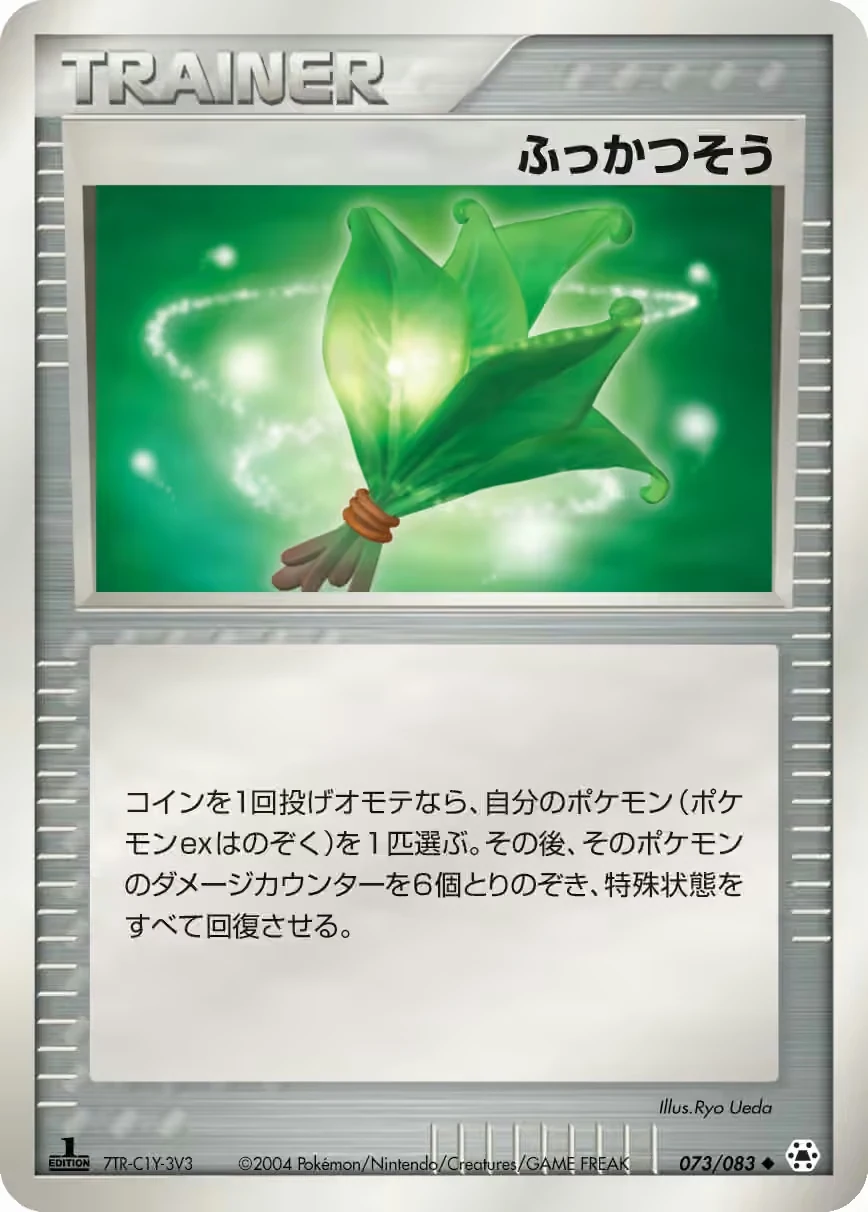 TRAINER
ふっかつそう
コインを1回投げオモテなら、自分のポケモン(ポケ
モンexはのぞく)を1匹選ぶ。その後、そのポケモン
のダメージカウンターを6個とりのぞき、特殊状態を
すべて回復させる。
Illus.Ryo Ueda
1 EDITION 7TR-C1Y-3V3 ©2004 Pokémon/Nintendo/Creatures/GAME FREAK 073/083 ◆